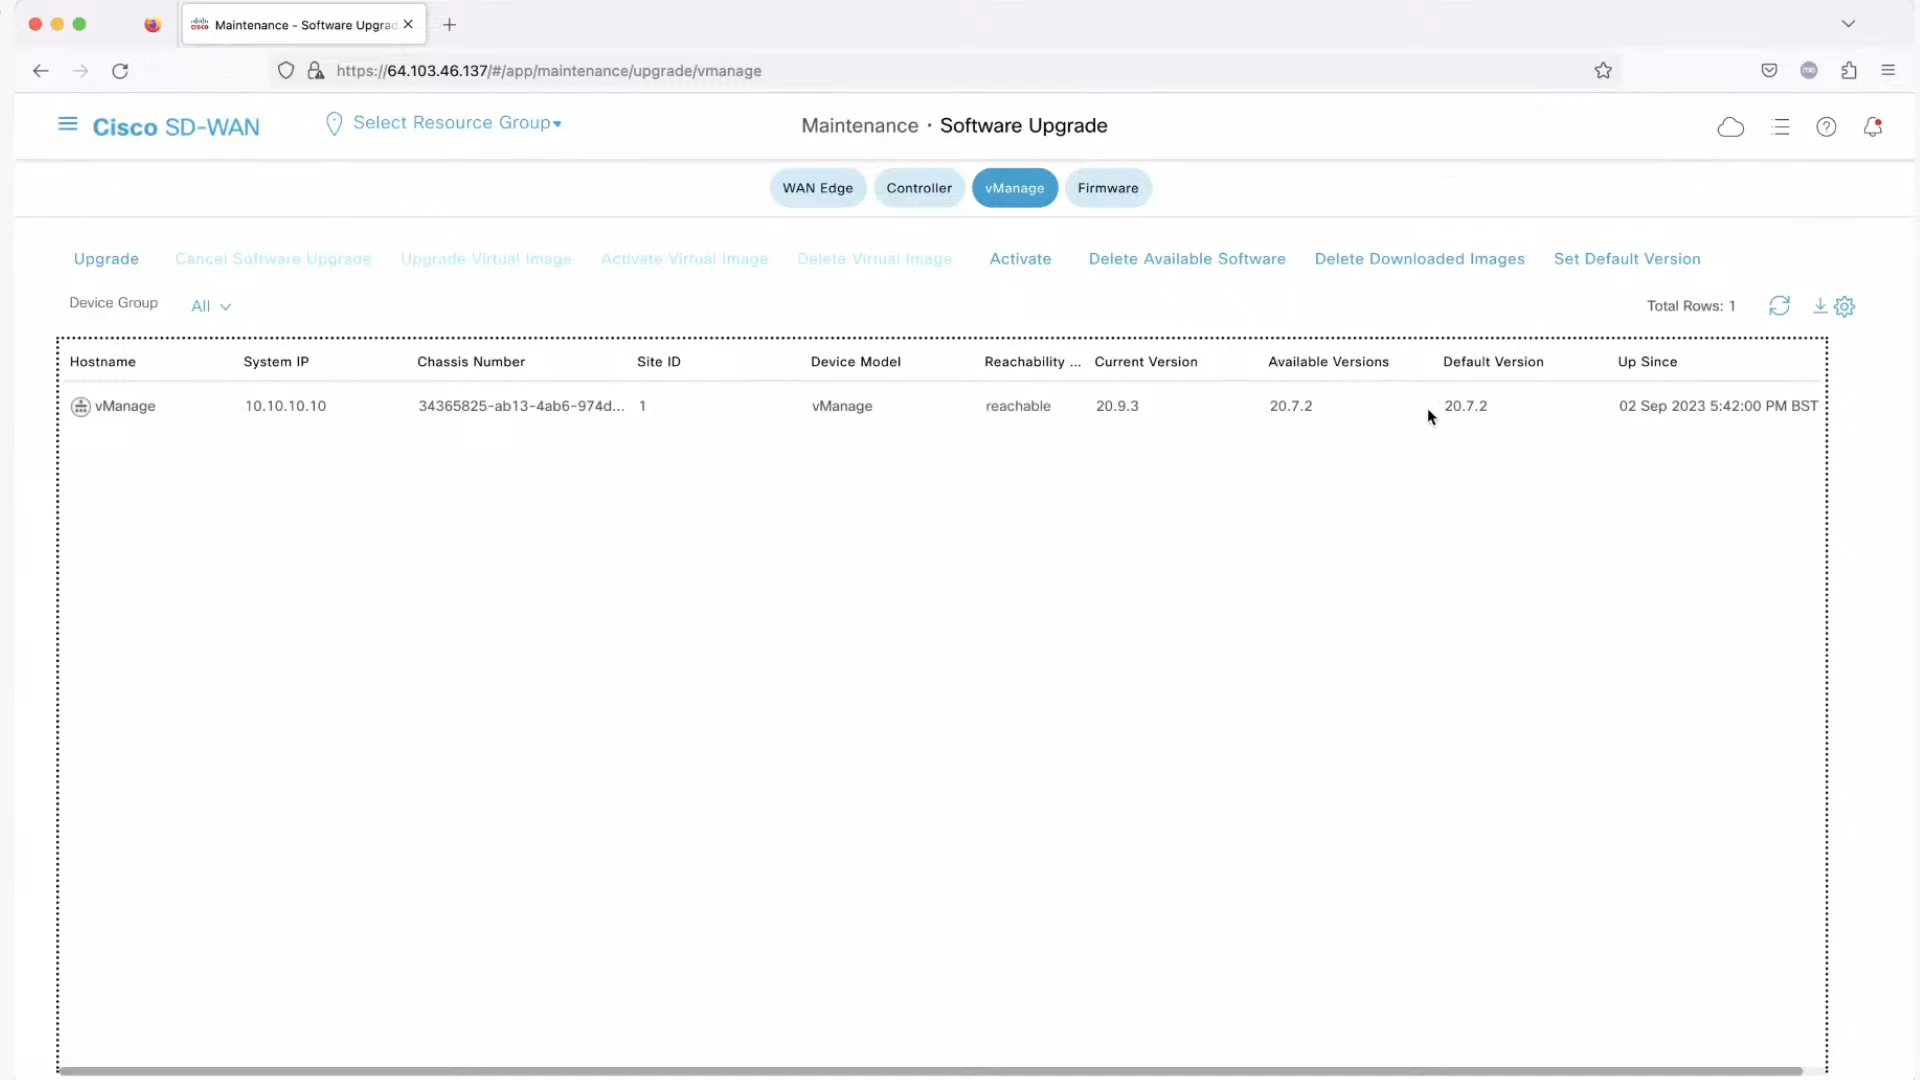 Maintenance - Software Upgra
https://64.103.46.137/#/app/maintenance/upgrade/vmanage
Cisco SD-WAN
Select Resource Group
Maintenance · Software Upgrade
WAN Edge Controller vManage Firmware
Upgrade Cancel Software Upgrade Upgrade Virtual Image Activate Virtual Image Delete Virtual Image Activate Delete Available Software Delete Downloaded Images Set Default Version
Device Group All Total Rows: 1
Hostname System IP Chassis Number Site ID Device Model Reachability ... Current Version Available Versions Default Version Up Since
vManage 10.10.10.10 34365825-ab13-4ab6-974d... 1 vManage reachable 20.9.3 20.7.2 20.7.2 02 Sep 2023 5:42:00 PM BST